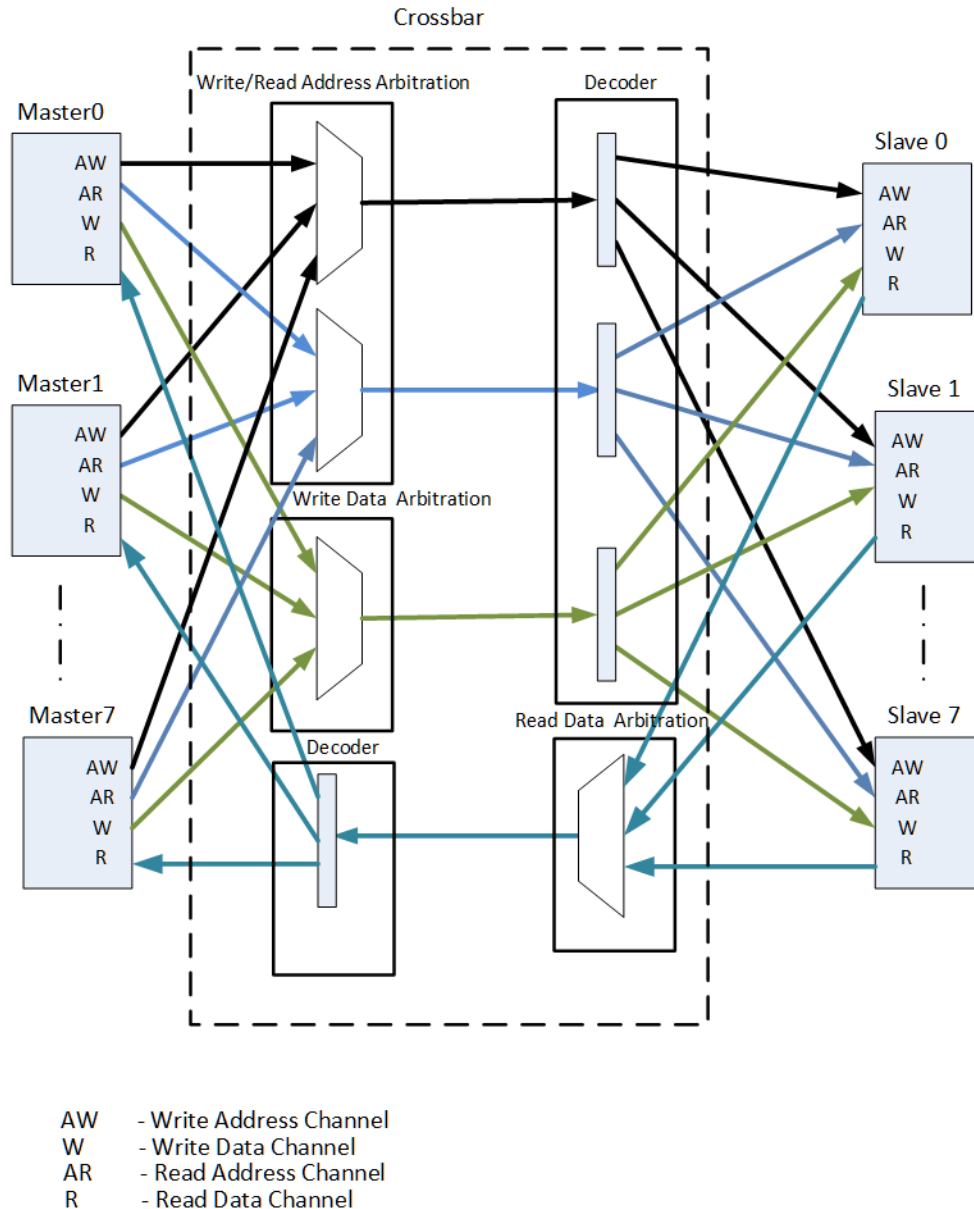 Crossbar
Write/Read Address Arbitration
Decoder
Master0
AW
AR
W
R
Slave 0
AW
AR
W
R
Master1
AW
AR
W
R
Slave 1
AW
AR
W
R
Write Data Arbitration
Master7
AW
AR
W
R
Decoder
Read Data Arbitration
Slave 7
AW
AR
W
R
AW - Write Address Channel
W - Write Data Channel
AR - Read Address Channel
R - Read Data Channel